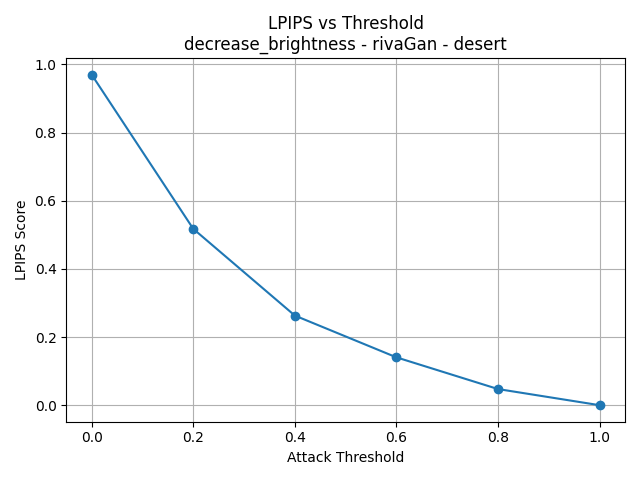 LPIPS vs Threshold
decrease_brightness - rivaGan - desert
1.0
0.8
0.6
0.4
0.2
0.0
LPIPS Score
0.0 0.2 0.4 0.6 0.8 1.0
Attack Threshold